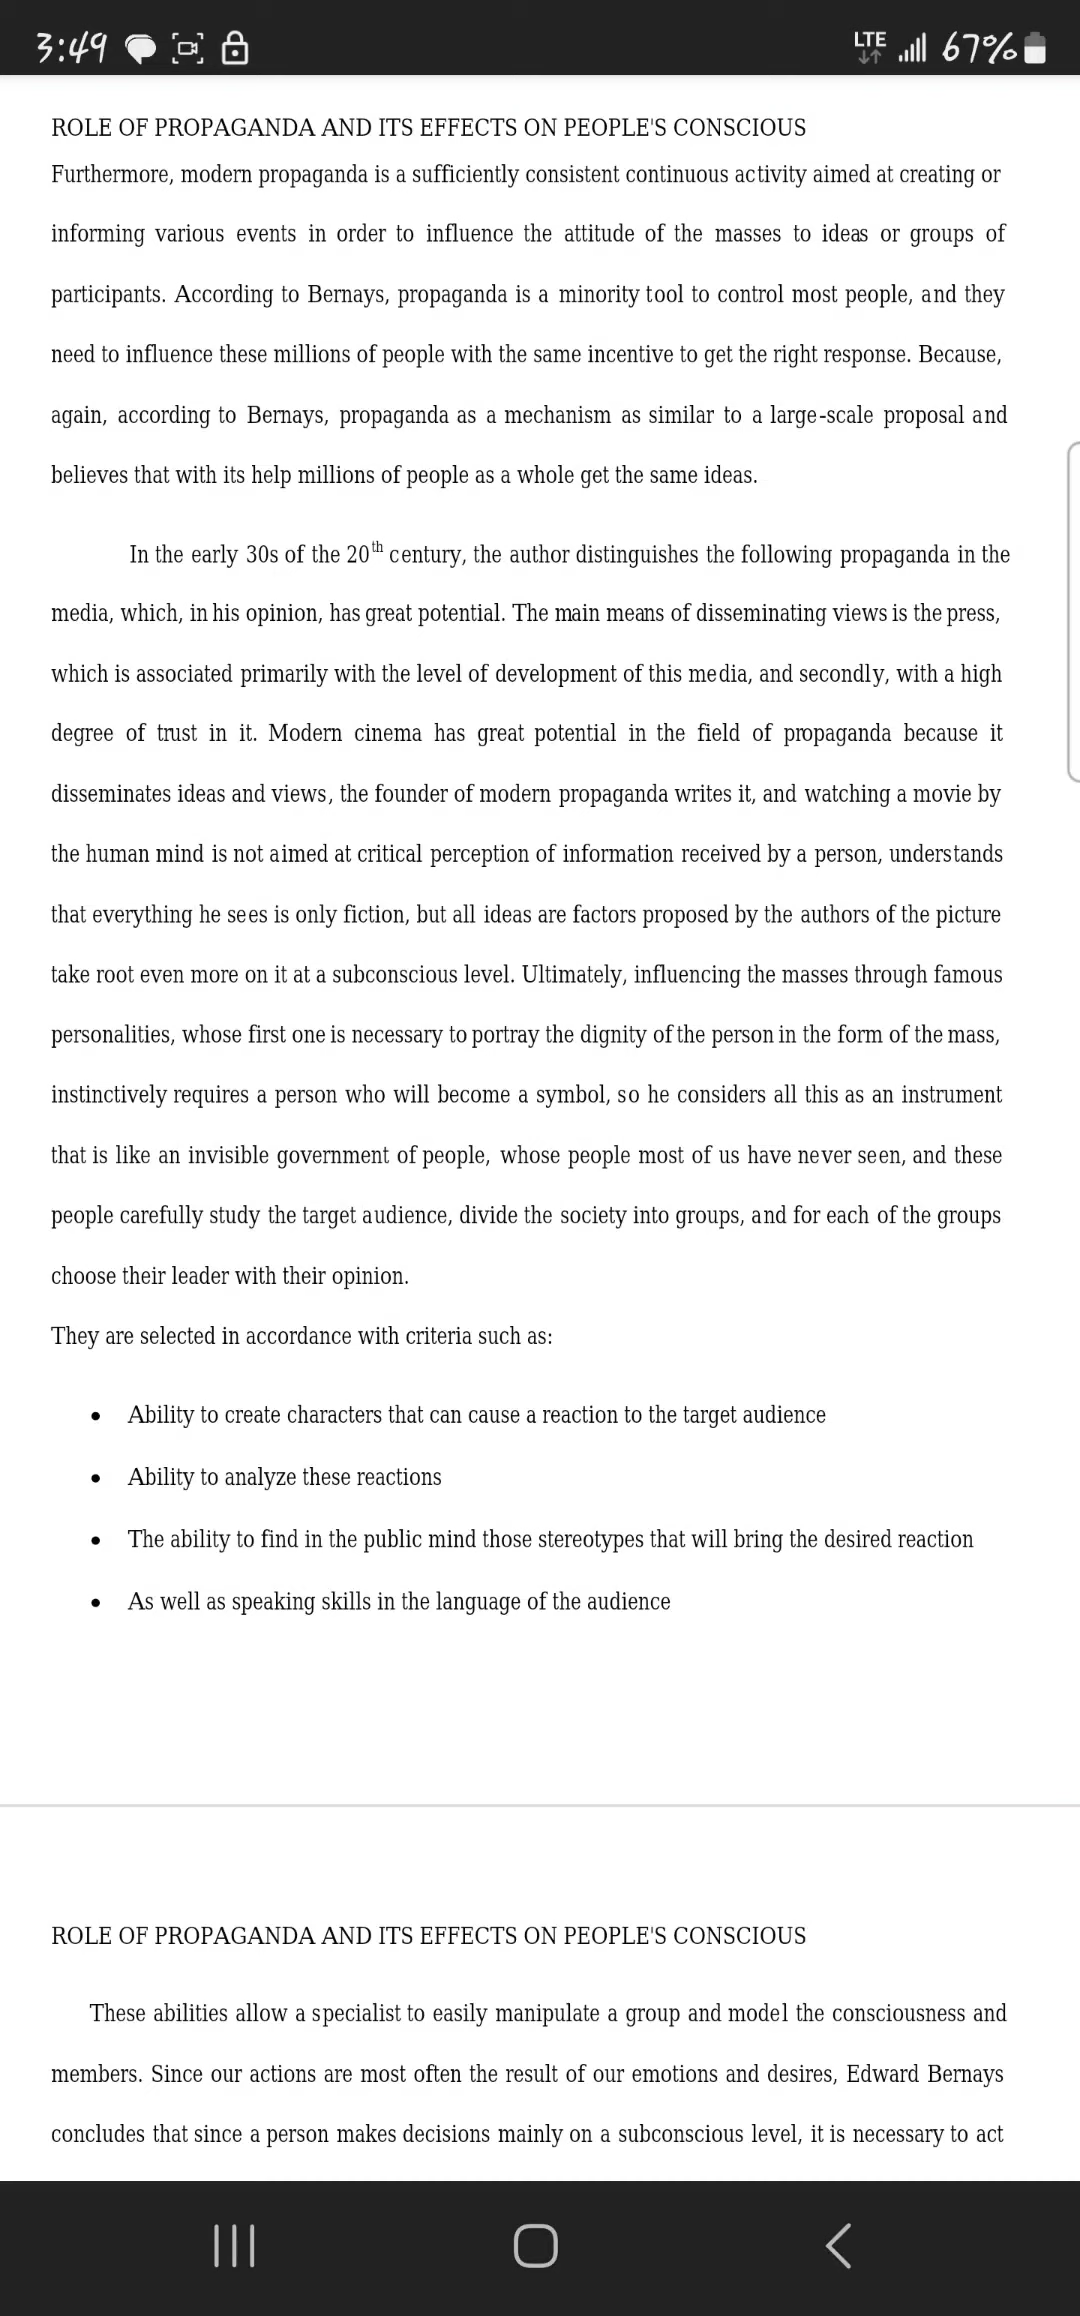 3:49
LTE 67%
ROLE OF PROPAGANDA AND ITS EFFECTS ON PEOPLE'S CONSCIOUS
Furthermore, modern propaganda is a sufficiently consistent continuous activity aimed at creating or
informing various events in order to influence the attitude of the masses to ideas or groups of
participants. According to Bernays, propaganda is a minority tool to control most people, and they
need to influence these millions of people with the same incentive to get the right response. Because,
again, according to Bernays, propaganda as a mechanism as similar to a large-scale proposal and
believes that with its help millions of people as a whole get the same ideas.
In the early 30s of the 20th century, the author distinguishes the following propaganda in the
media, which, in his opinion, has great potential. The main means of disseminating views is the press,
which is associated primarily with the level of development of this media, and secondly, with a high
degree of trust in it. Modern cinema has great potential in the field of propaganda because it
disseminates ideas and views, the founder of modern propaganda writes it, and watching a movie by
the human mind is not aimed at critical perception of information received by a person, understands
that everything he sees is only fiction, but all ideas are factors proposed by the authors of the picture
take root even more on it at a subconscious level. Ultimately, influencing the masses through famous
personalities, whose first one is necessary to portray the dignity of the person in the form of the mass,
instinctively requires a person who will become a symbol, so he considers all this as an instrument
that is like an invisible government of people, whose people most of us have never seen, and these
people carefully study the target audience, divide the society into groups, and for each of the groups
choose their leader with their opinion.
They are selected in accordance with criteria such as:
• Ability to create characters that can cause a reaction to the target audience
• Ability to analyze these reactions
• The ability to find in the public mind those stereotypes that will bring the desired reaction
• As well as speaking skills in the language of the audience
ROLE OF PROPAGANDA AND ITS EFFECTS ON PEOPLE'S CONSCIOUS
These abilities allow a specialist to easily manipulate a group and model the consciousness and
members. Since our actions are most often the result of our emotions and desires, Edward Bernays
concludes that since a person makes decisions mainly on a subconscious level, it is necessary to act